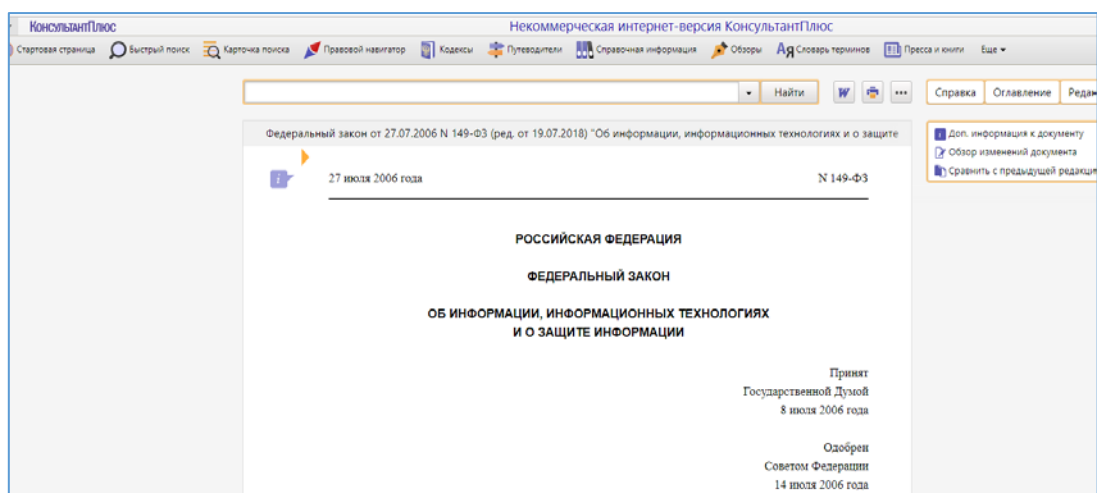 КонсультантПлюс
Некоммерческая интернет-версия КонсультантПлюс
Стартовая страница Быстрый поиск Карточка поиска Правовой навигатор Кодексы Путеводители Справочная информация Обзоры Словарь терминов Пресса и книги Еще
Найти Справка Оглавление
Федеральный закон от 27.07.2006 N 149-ФЗ (ред. от 19.07.2018) "Об информации, информационных технологиях и о защите
Доп. информация к документу
Обзор изменений документа
Сравнить с предыдущей
27 июля 2006 года N 149-ФЗ
РОССИЙСКАЯ ФЕДЕРАЦИЯ
ФЕДЕРАЛЬНЫЙ ЗАКОН
ОБ ИНФОРМАЦИИ, ИНФОРМАЦИОННЫХ ТЕХНОЛОГИЯХ
И О ЗАЩИТЕ ИНФОРМАЦИИ
Принят
Государственной Думой
8 июля 2006 года
Одобрен
Советом Федерации
14 июля 2006 года